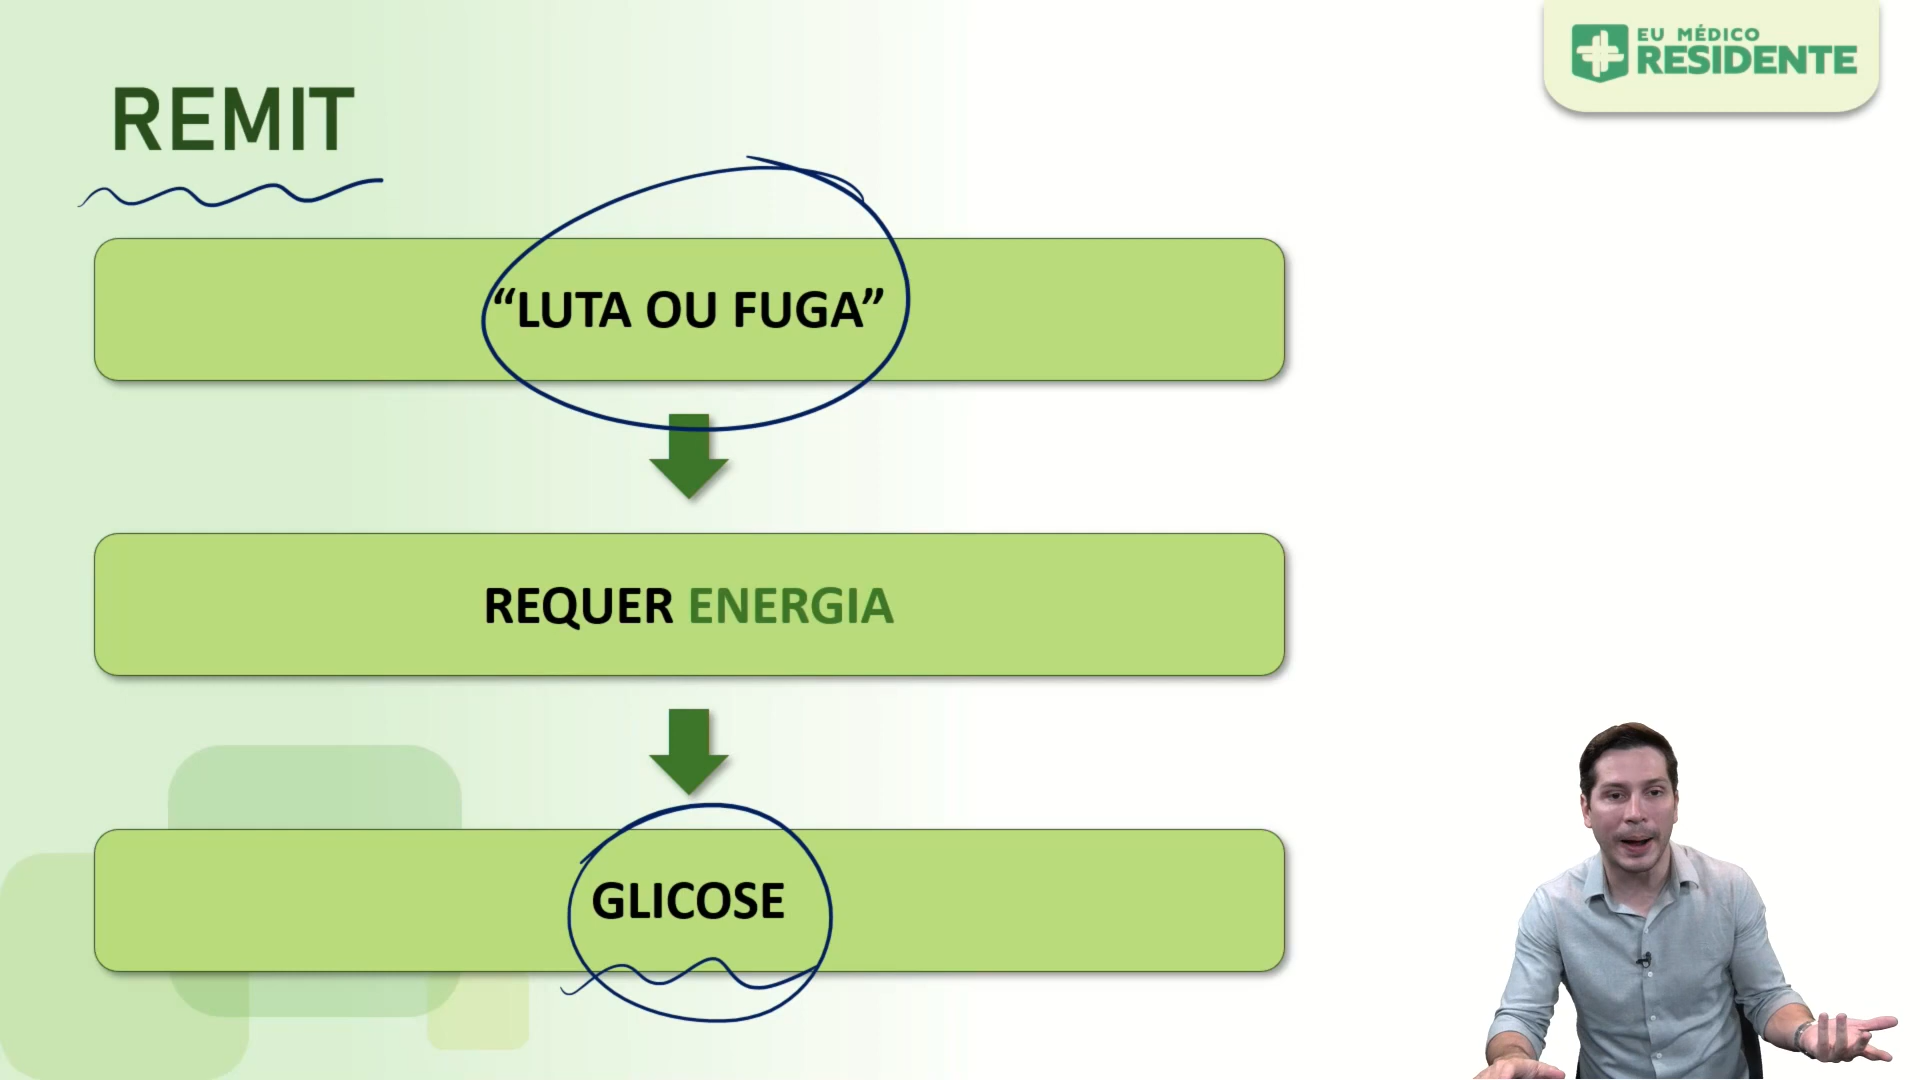 EU MÉDICO
RESIDENTE
REMIT
“LUTA OU FUGA”
REQUER ENERGIA
GLICOSE